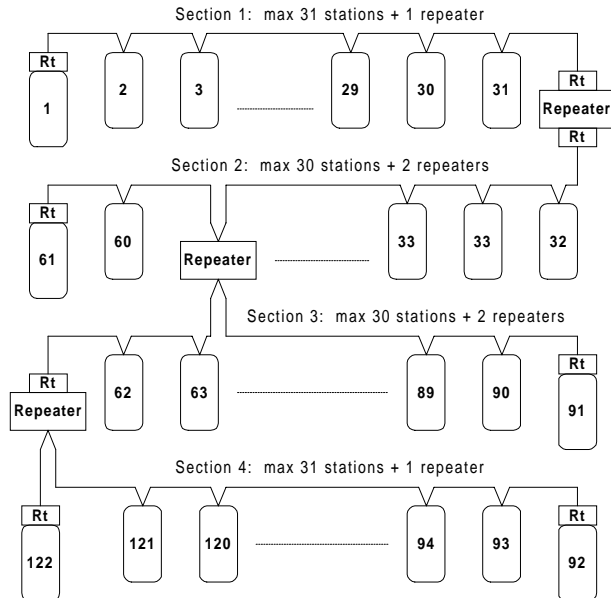 Section 1: max 31 stations + 1 repeater
Rt
1
2
3
29
30
31
Rt
Repeater
Rt
Section 2: max 30 stations + 2 repeaters
Rt
61
60
Repeater
33
33
32
Section 3: max 30 stations + 2 repeaters
Rt
Repeater
62
63
89
90
Rt
91
Section 4: max 31 stations + 1 repeater
Rt
122
121
120
94
93
Rt
92